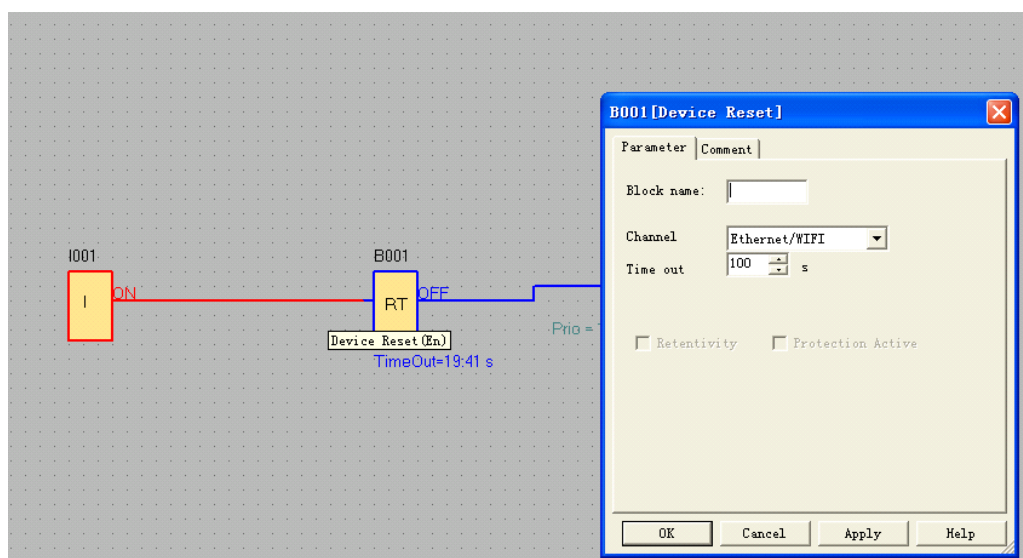 B001[Device Reset]
Parameter
Comment
Block name:
Channel
Ethernet/WIFI
Time out
100
s
Retentivity
Protection Active
OK
Cancel
Apply
Help
I001
I
ON
B001
RT
OFF
Device Reset(En)
TimeOut=19:41 s
Prio =